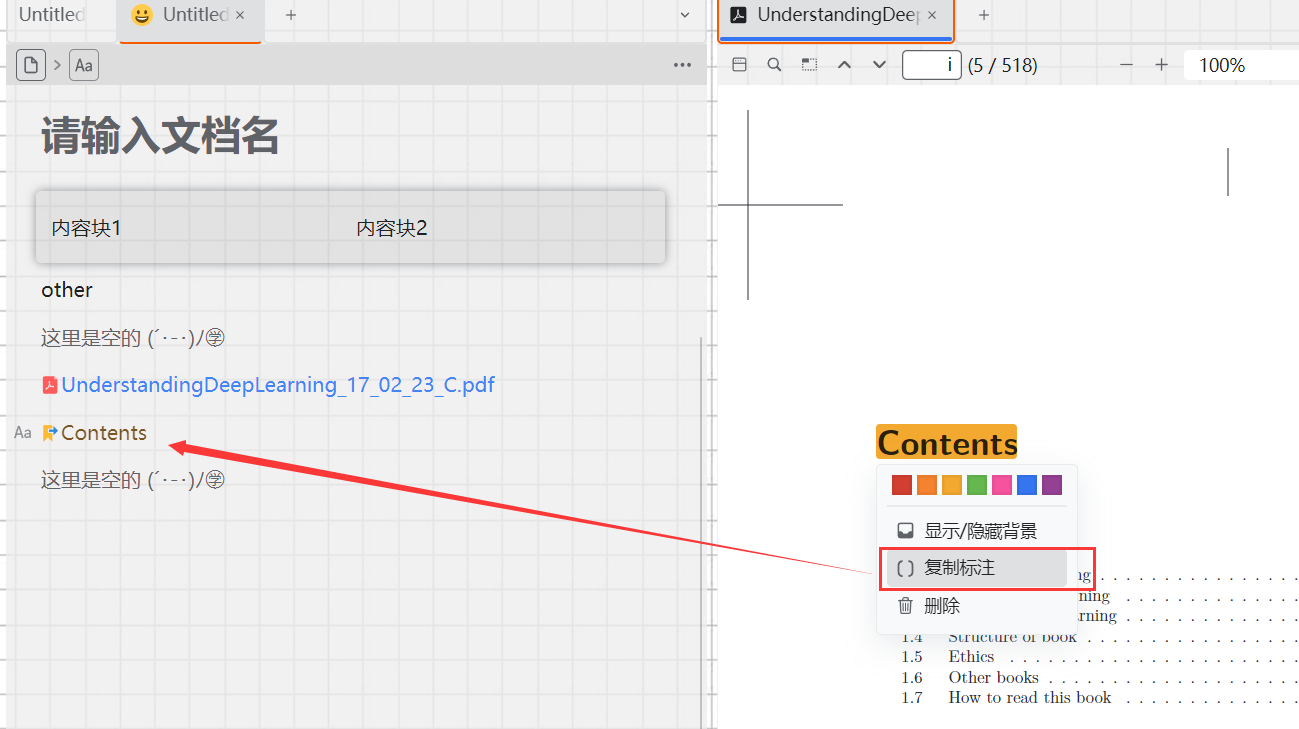 Untitled
Untitled
UnderstandingDeep
Aa
i (5 / 518)
100%
请输入文档名
内容块1
内容块2
other
这里是空的 (´･-･)/
UnderstandingDeepLearning_17_02_23_C.pdf
Aa
Contents
这里是空的 (´･-･)/
Contents
显示/隐藏背景
复制标注
删除
ng
ning
rning
1.4 Structure of book
1.5 Ethics
1.6 Other books
1.7 How to read this book